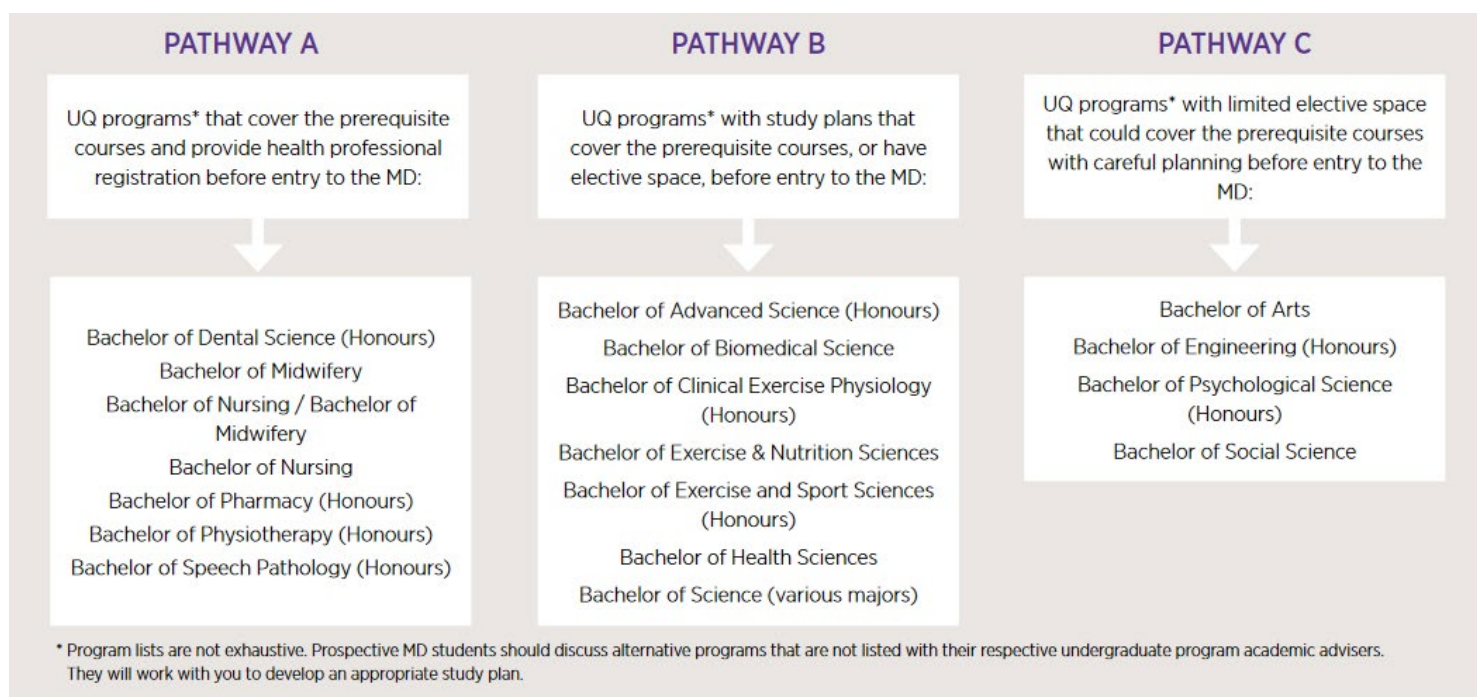 PATHWAY A
UQ programs* that cover the prerequisite
courses and provide health professional
registration before entry to the MD:
Bachelor of Dental Science (Honours)
Bachelor of Midwifery
Bachelor of Nursing / Bachelor of
Midwifery
Bachelor of Nursing
Bachelor of Pharmacy (Honours)
Bachelor of Physiotherapy (Honours)
Bachelor of Speech Pathology (Honours)
PATHWAY B
UQ programs* with study plans that
cover the prerequisite courses, or have
elective space, before entry to the MD:
Bachelor of Advanced Science (Honours)
Bachelor of Biomedical Science
Bachelor of Clinical Exercise Physiology
(Honours)
Bachelor of Exercise & Nutrition Sciences
Bachelor of Exercise and Sport Sciences
(Honours)
Bachelor of Health Sciences
Bachelor of Science (various majors)
PATHWAY C
UQ programs* with limited elective space
that could cover the prerequisite courses
with careful planning before entry to the
MD:
Bachelor of Arts
Bachelor of Engineering (Honours)
Bachelor of Psychological Science
(Honours)
Bachelor of Social Science
* Program lists are not exhaustive. Prospective MD students should discuss alternative programs that are not listed with their respective undergraduate program academic advisers.
They will work with you to develop an appropriate study plan.